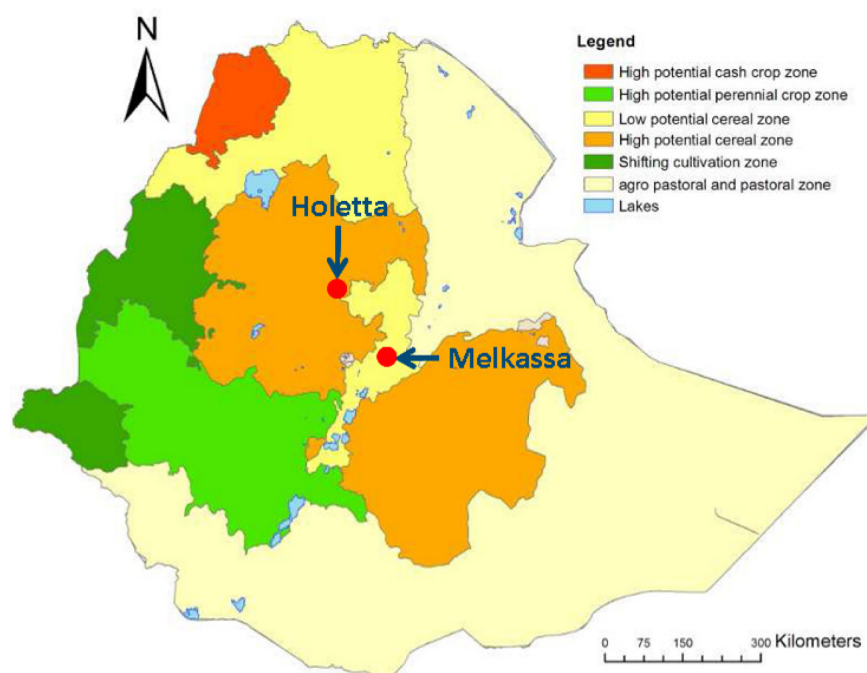 N
Legend
High potential cash crop zone
High potential perennial crop zone
Low potential cereal zone
High potential cereal zone
Shifting cultivation zone
agro pastoral and pastoral zone
Lakes
Holetta
Melkassa
0 75 150 300 Kilometers